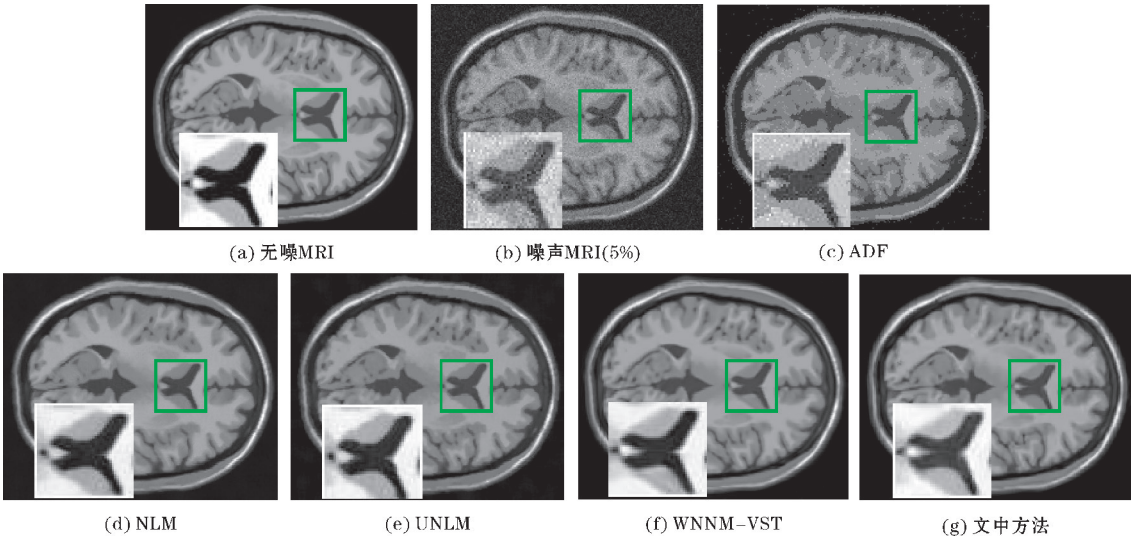 (a) 无噪MRI
(b) 噪声MRI(5%)
(c) ADF
(d) NLM
(e) UNLM
(f) WNNM-VST
(g) 文中方法